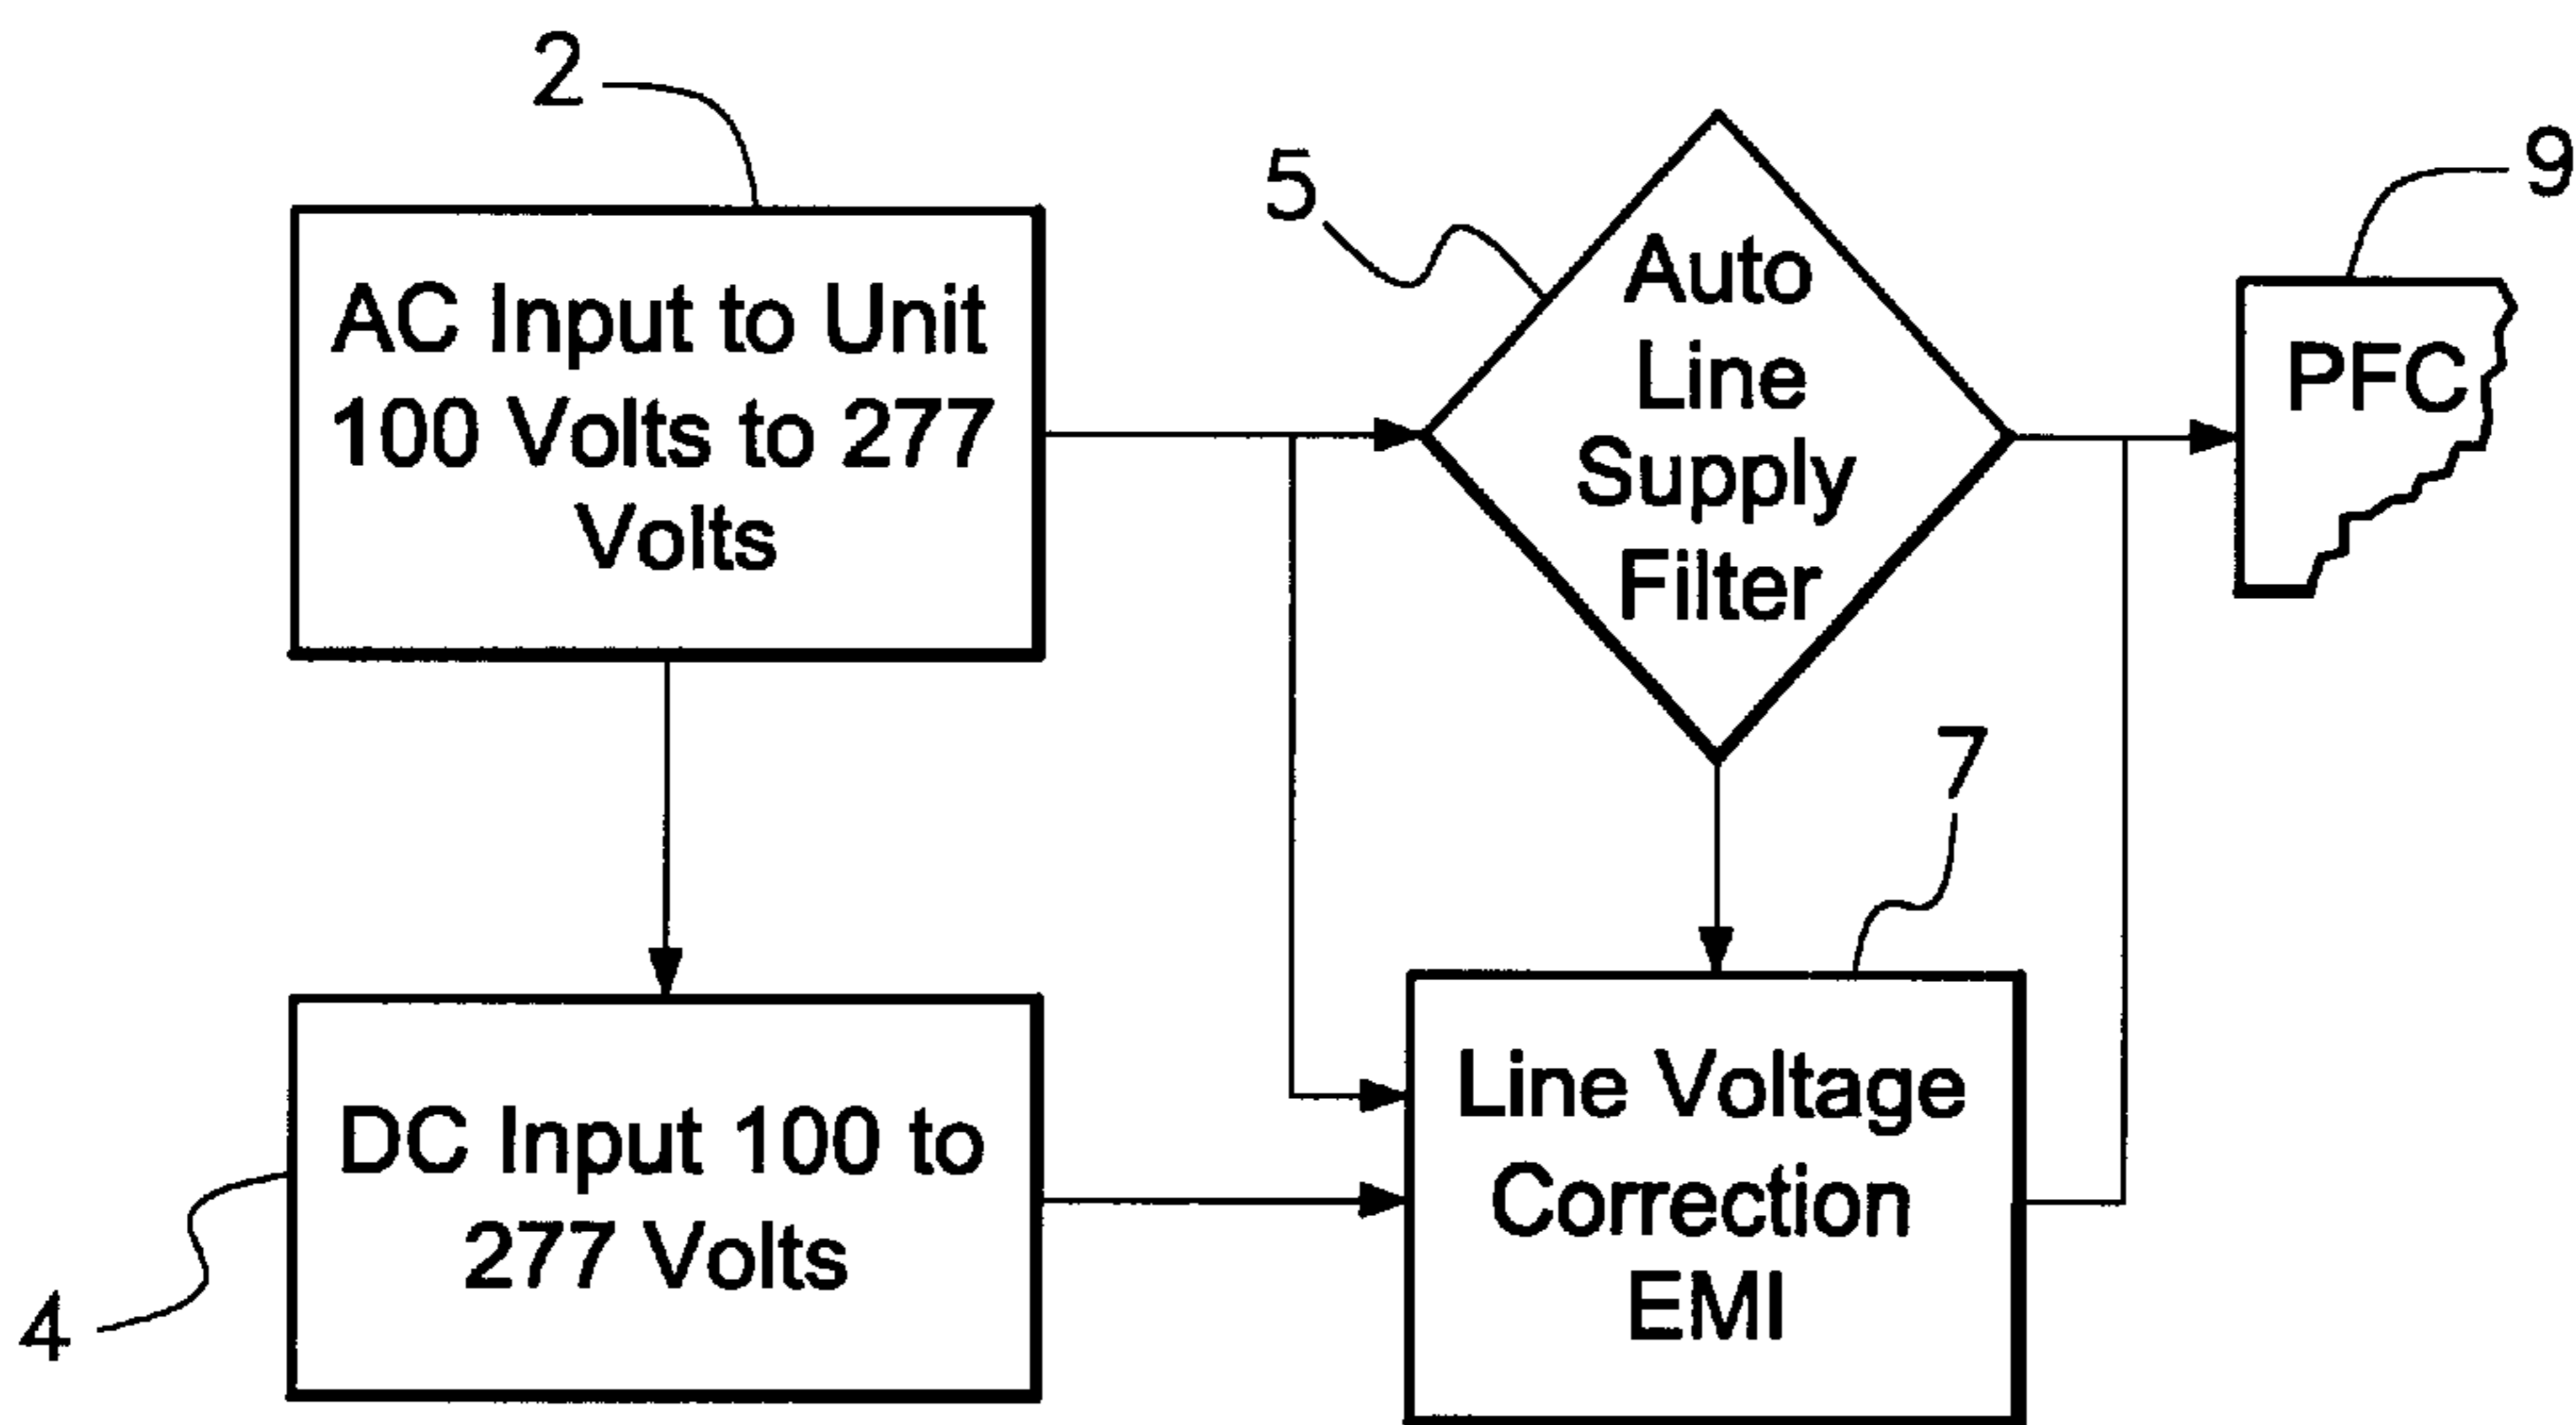 2
AC Input to Unit
100 Volts to 277
Volts
5
Auto
Line
Supply
Filter
9
PFC
4
DC Input 100 to
277 Volts
7
Line Voltage
Correction
EMI